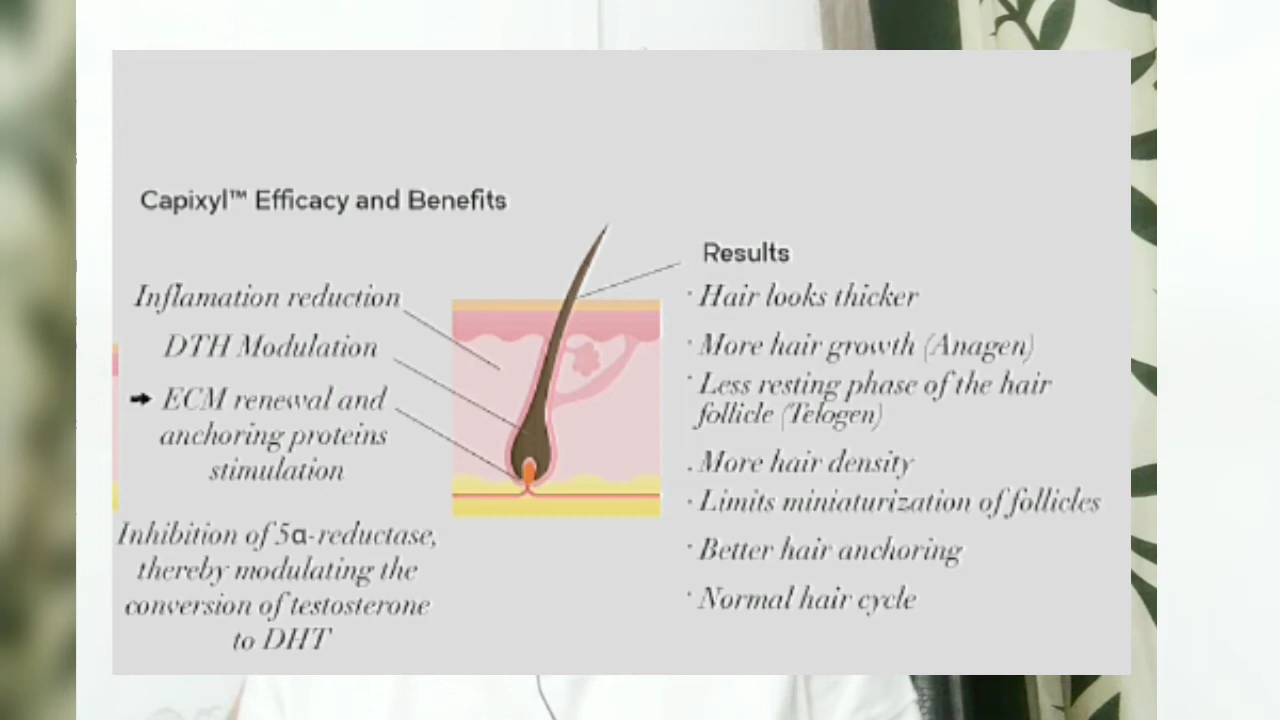 Capixyl™ Efficacy and Benefits
Inflamation reduction
DTH Modulation
➡ ECM renewal and
anchoring proteins
stimulation
Inhibition of 5α-reductase,
thereby modulating the
conversion of testosterone
to DHT
Results
· Hair looks thicker
· More hair growth (Anagen)
· Less resting phase of the hair
follicle (Telogen)
. More hair density
· Limits miniaturization of follicles
· Better hair anchoring
· Normal hair cycle